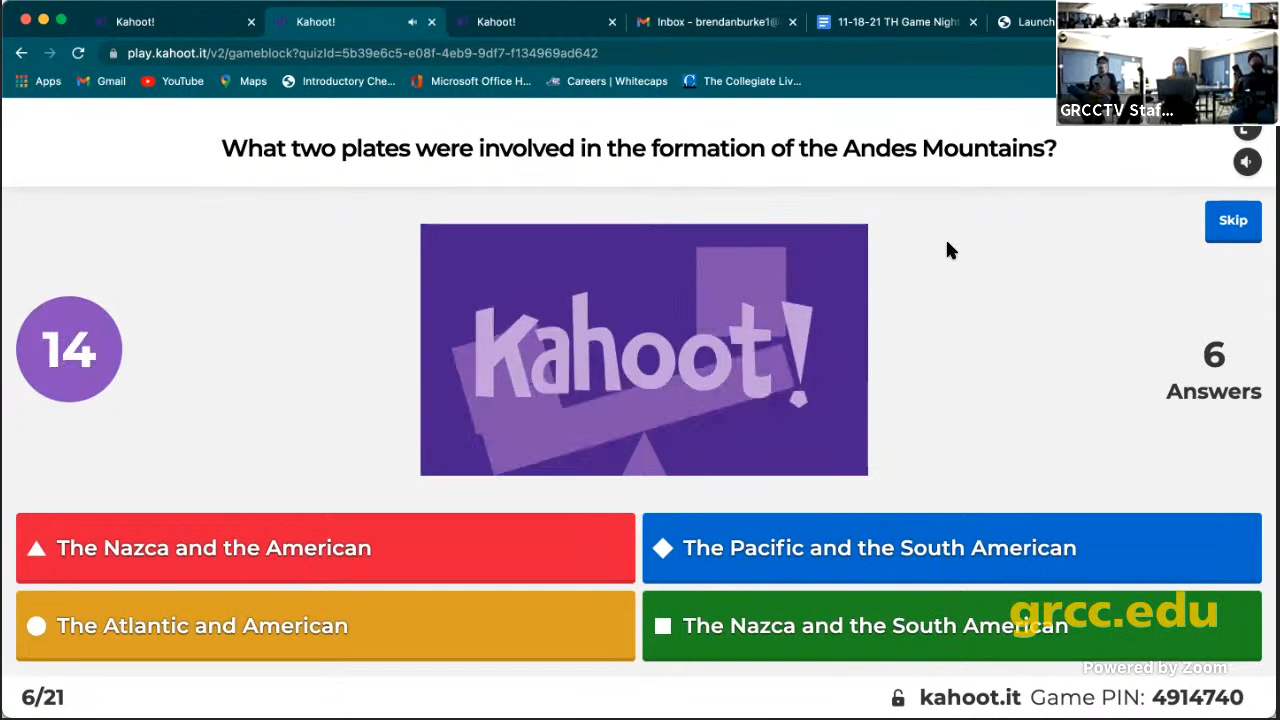 Kahoot!
Kahoot!
Kahoot!
Inbox - brendanburke1@
11-18-21 TH Game Night
Launch
play.kahoot.it/v2/gameblock?quizId=5b39e6c5-e08f-4eb9-9df7-f134969ad642
Apps
Gmail
YouTube
Maps
Introductory Che...
Microsoft Office H...
Careers | Whitecaps
The Collegiate Liv...
GRCCTV Staf...
What two plates were involved in the formation of the Andes Mountains?
Skip
14
Kahoot!
6
Answers
The Nazca and the American
The Pacific and the South American
The Atlantic and American
The Nazca and the South American
grcc.edu
Powered by Zoom
6/21
kahoot.it Game PIN: 4914740